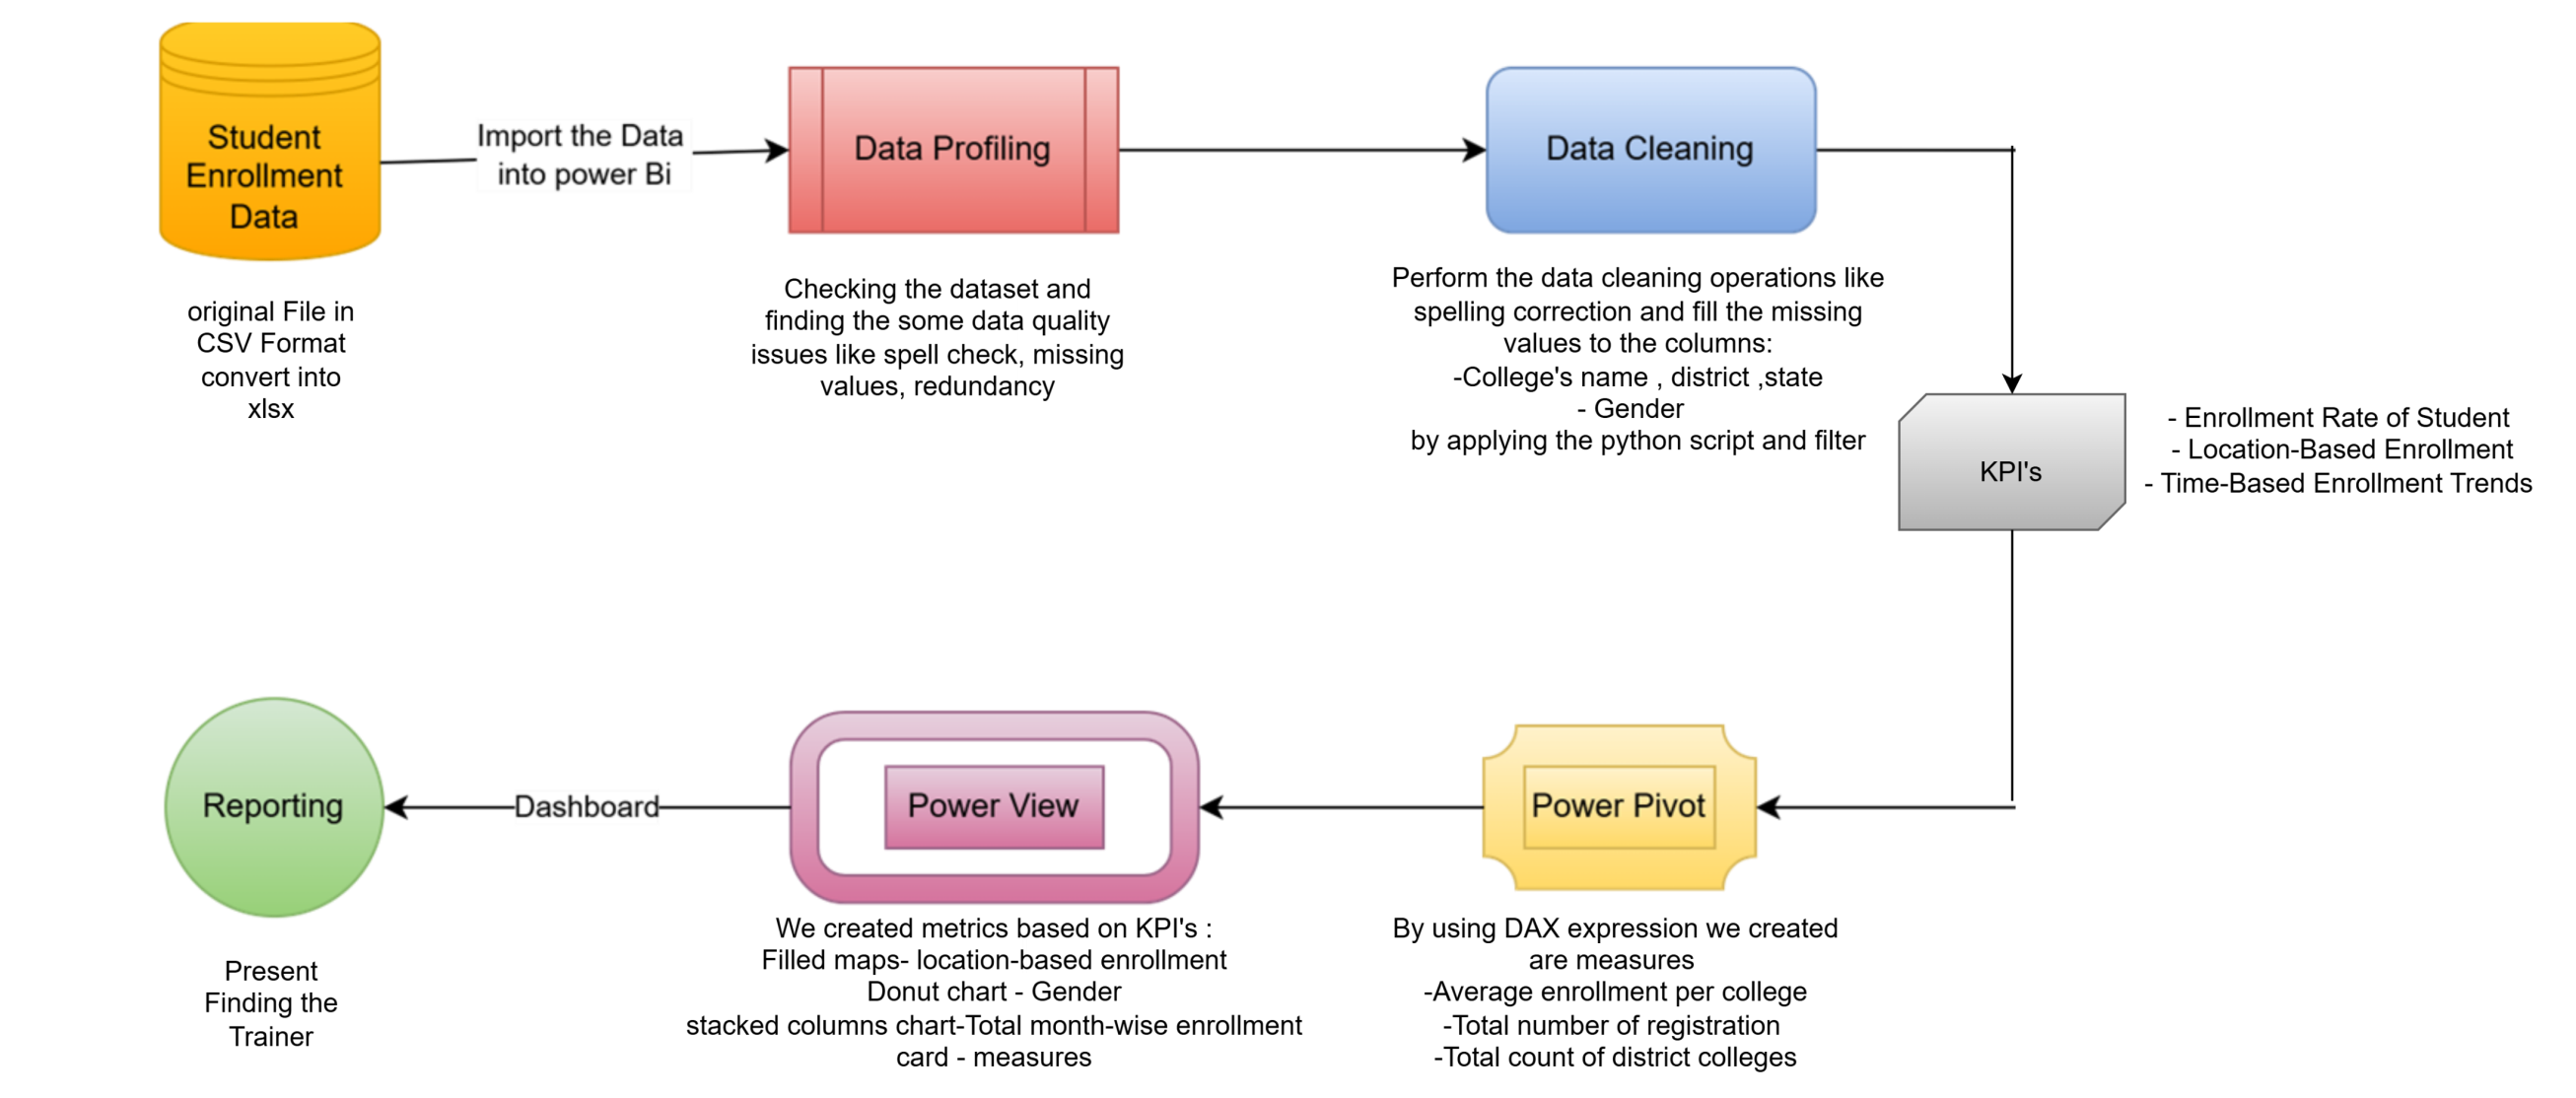 Student
Enrollment
Data
original File in
CSV Format
convert into
xlsx
Import the Data
into power Bi
Data Profiling
Checking the dataset and
finding the some data quality
issues like spell check, missing
values, redundancy
Data Cleaning
Perform the data cleaning operations like
spelling correction and fill the missing
values to the columns:
-College's name , district ,state
- Gender
by applying the python script and filter
KPI's
- Enrollment Rate of Student
- Location-Based Enrollment
- Time-Based Enrollment Trends
Power Pivot
By using DAX expression we created
are measures
-Average enrollment per college
-Total number of registration
-Total count of district colleges
Power View
We created metrics based on KPI's :
Filled maps- location-based enrollment
Donut chart - Gender
stacked columns chart-Total month-wise enrollment
card - measures
Dashboard
Reporting
Present
Finding the
Trainer